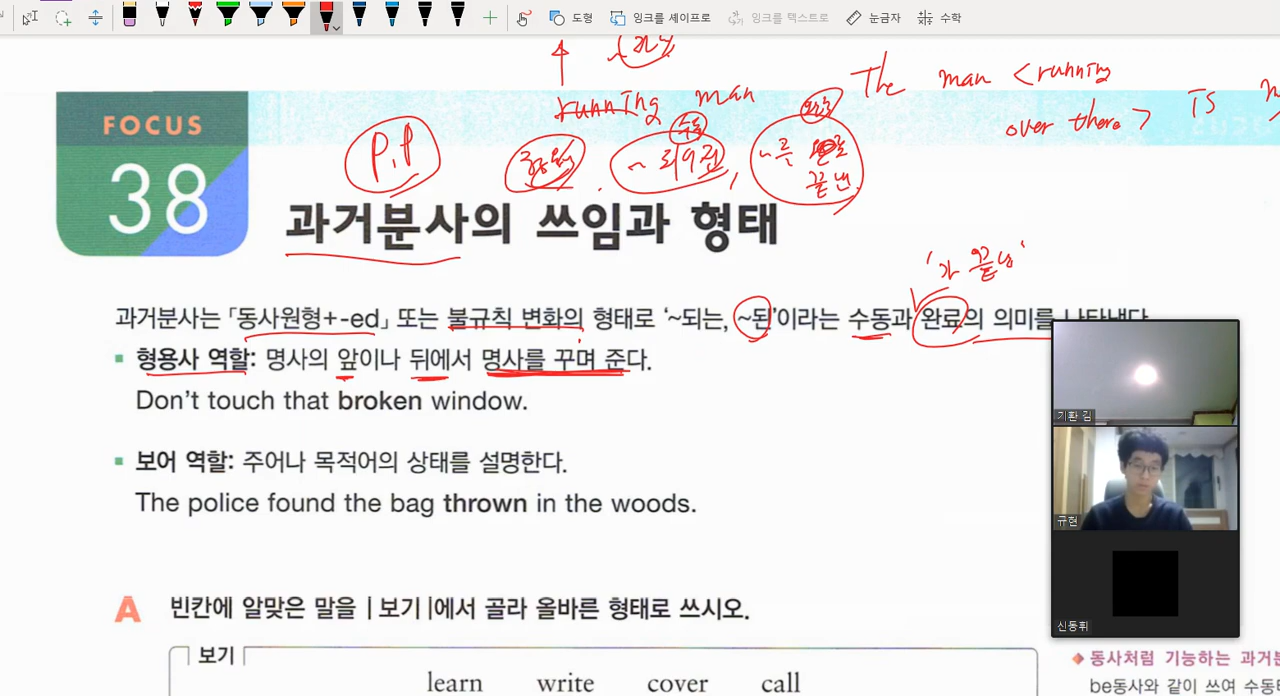 도형 잉크를 셰이프로 잉크를 텍스트로 눈금자 수학
The man <running
running man
over there> IS
FOCUS
38
P.P
과거분사의 쓰임과 형태
과거분사는 「동사원형+-ed」 또는 불규칙 변화의 형태로 '~되는, ~된'이라는 수동과 완료의 의미를 나타낸다.
형용사 역할: 명사의 앞이나 뒤에서 명사를 꾸며 준다.
Don't touch that broken window.
보어 역할: 주어나 목적어의 상태를 설명한다.
The police found the bag thrown in the woods.
기환 김
규현
신동휘
A 빈칸에 알맞은 말을 | 보기 |에서 골라 올바른 형태로 쓰시오.
보기
learn write cover call
동사처럼 기능하는 과거분
be동사와 같이 쓰여 수동